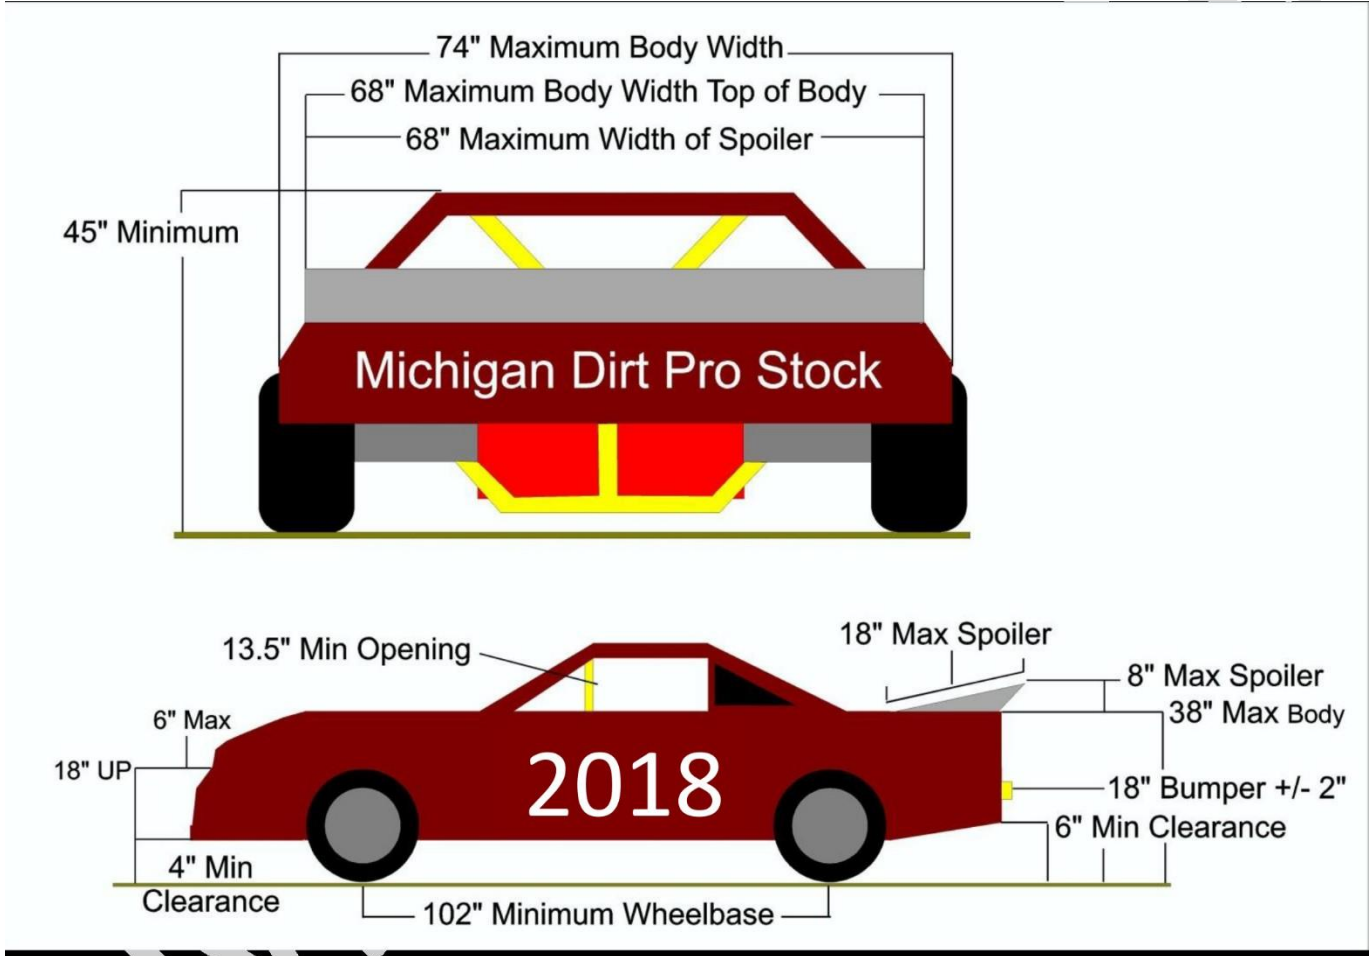 74" Maximum Body Width
68" Maximum Body Width Top of Body
68" Maximum Width of Spoiler
45" Minimum
Michigan Dirt Pro Stock
13.5" Min Opening
18" Max Spoiler
8" Max Spoiler
6" Max
38" Max Body
18" UP
2018
18" Bumper +/- 2"
6" Min Clearance
4" Min
Clearance
102" Minimum Wheelbase